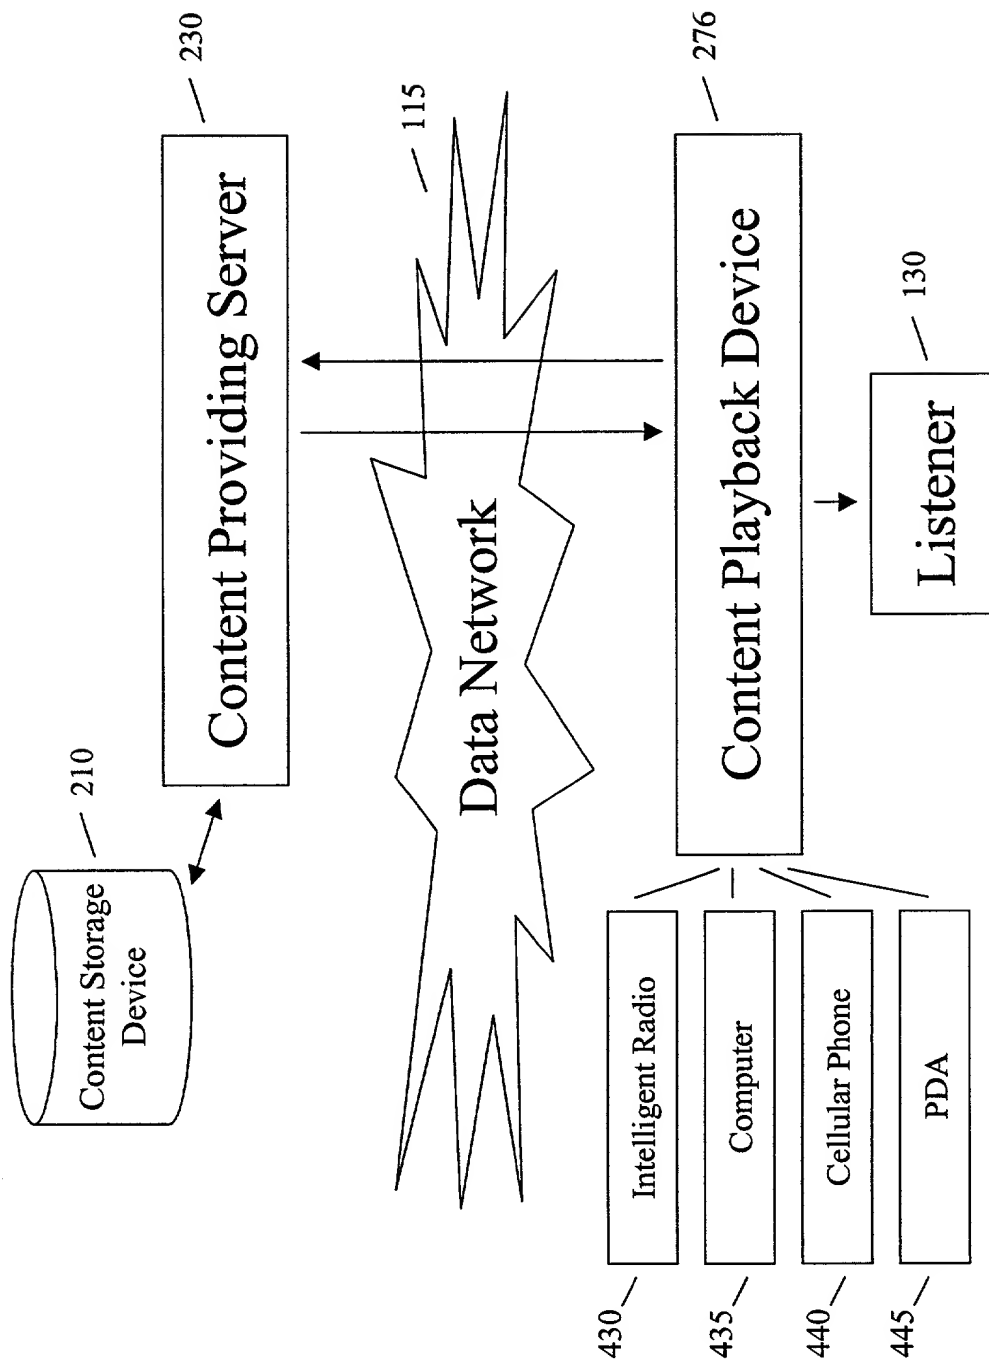 210
Content Storage
Device
230
Content Providing Server
115
Data Network
276
Content Playback Device
430
Intelligent Radio
435
Computer
440
Cellular Phone
445
PDA
130
Listener